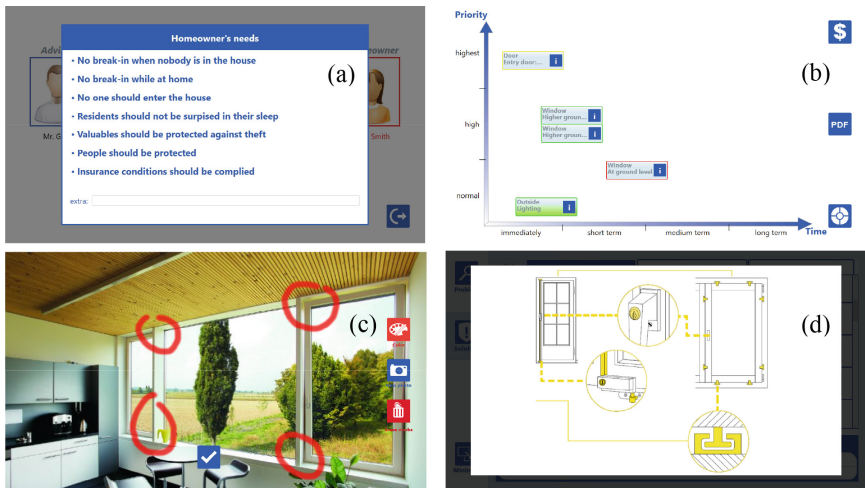 Homeowner's needs
• No break-in when nobody is in the house
• No break-in while at home
• No one should enter the house
• Residents should not be surprised in their sleep
• Valuables should be protected against theft
• People should be protected
• Insurance conditions should be complied
extra:
Mr. G
Smith
(a)
Priority
highest
high
normal
Door
Entry door:...
i
Window
Higher groun...
i
Window
Higher groun...
i
Window
At ground level
i
Outside
Lighting
i
immediately
short term
medium term
long term
Time
$
PDF
(b)
(c)
Color
(d)